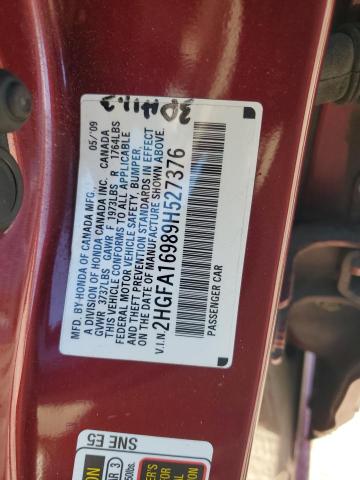 MFD. BY HONDA OF CANADA MFG., 05/09
A DIVISION OF HONDA CANADA INC. CANADA
GVWR 3737LBS GAWR F 1973LBS R 1764LBS
THIS VEHICLE CONFORMS TO ALL APPLICABLE
FEDERAL MOTOR VEHICLE SAFETY, BUMPER,
AND THEFT PREVENTION STANDARDS IN EFFECT
ON THE DATE OF MANUFACTURE SHOWN ABOVE.
V.I.N. 2HGFA16989H527376
PASSENGER CAR
SNE E5